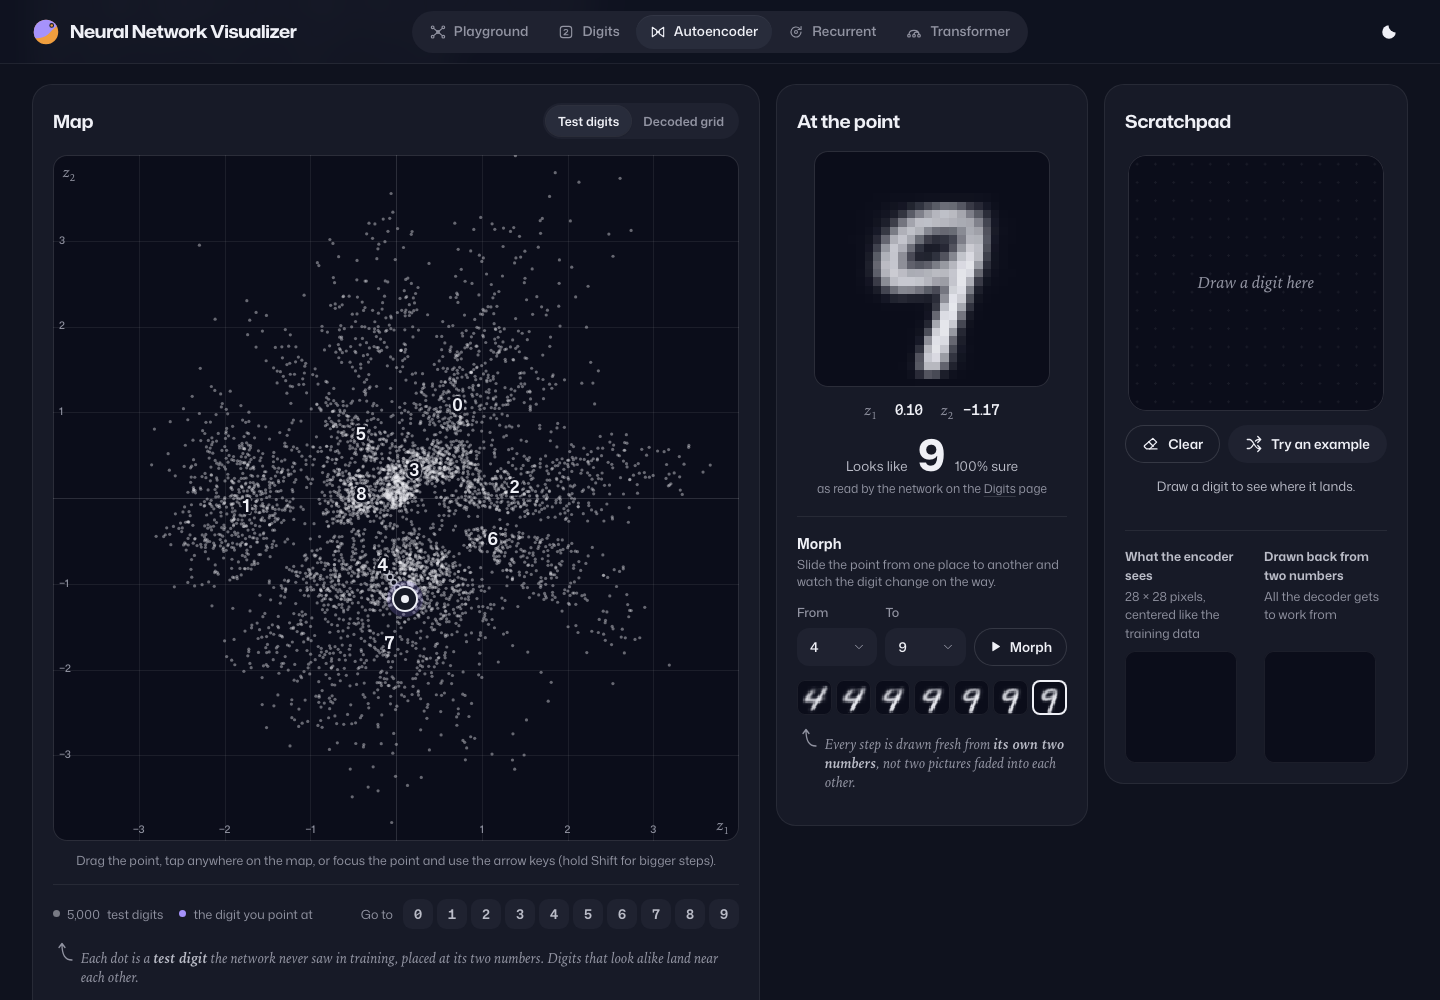 Neural Network Visualizer
Playground
Digits
Autoencoder
Recurrent
Transformer
Map
Test digits
Decoded grid
z2
3
2
1
−1
−2
−3
−3
−2
−1
1
2
3
z1
0
5
3
8
2
1
6
4
7
Drag the point, tap anywhere on the map, or focus the point and use the arrow keys (hold Shift for bigger steps).
5,000 test digits
the digit you point at
Go to
0 1 2 3 4 5 6 7 8 9
Each dot is a test digit the network never saw in training, placed at its two numbers. Digits that look alike land near
each other.
At the point
9
z1 0.10 z2 −1.17
Looks like 9 100% sure
as read by the network on the Digits page
Morph
Slide the point from one place to another and
watch the digit change on the way.
From To
4 9 Morph
4 4 9 9 9 9 9
Every step is drawn fresh from its own two
numbers, not two pictures faded into each
other.
Scratchpad
Draw a digit here
Clear
Try an example
Draw a digit to see where it lands.
What the encoder
sees
28 × 28 pixels,
centered like the
training data
Drawn back from
two numbers
All the decoder gets
to work from